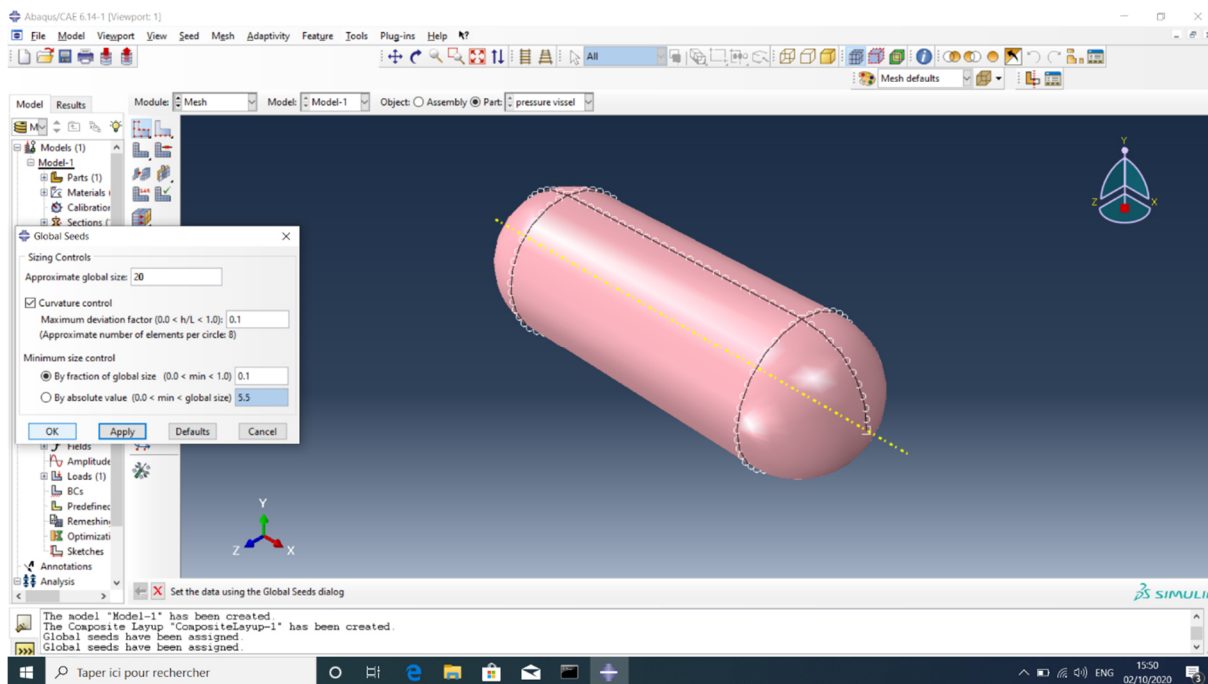 Abaqus/CAE 6.14-1 [Viewport: 1]
File Model Viewport View Seed Mesh Adaptivity Feature Tools Plug-ins Help
All
Mesh defaults
Model Results
Module: Mesh Model: Model-1 Object: Assembly Part: pressure vissel
Models (1)
Model-1
Parts (1)
Materials
Calibration
Sections (
Global Seeds
Sizing Controls
Approximate global size: 20
Curvature control
Maximum deviation factor (0.0 < h/L < 1.0): 0.1
(Approximate number of elements per circle: 8)
Minimum size control
By fraction of global size (0.0 < min < 1.0) 0.1
By absolute value (0.0 < min < global size) 5.5
OK Apply Defaults Cancel
Fields
Amplitude
Loads (1)
BCs
Predefined
Remeshing
Optimizati
Sketches
Annotations
Analysis
Y
Z X
Y
Z X
Set the data using the Global Seeds dialog
SIMULIA
The model "Model-1" has been created.
The Composite Layup "CompositeLayup-1" has been created.
Global seeds have been assigned.
Global seeds have been assigned.
Taper ici pour rechercher
ENG
15:50
02/10/2020
3